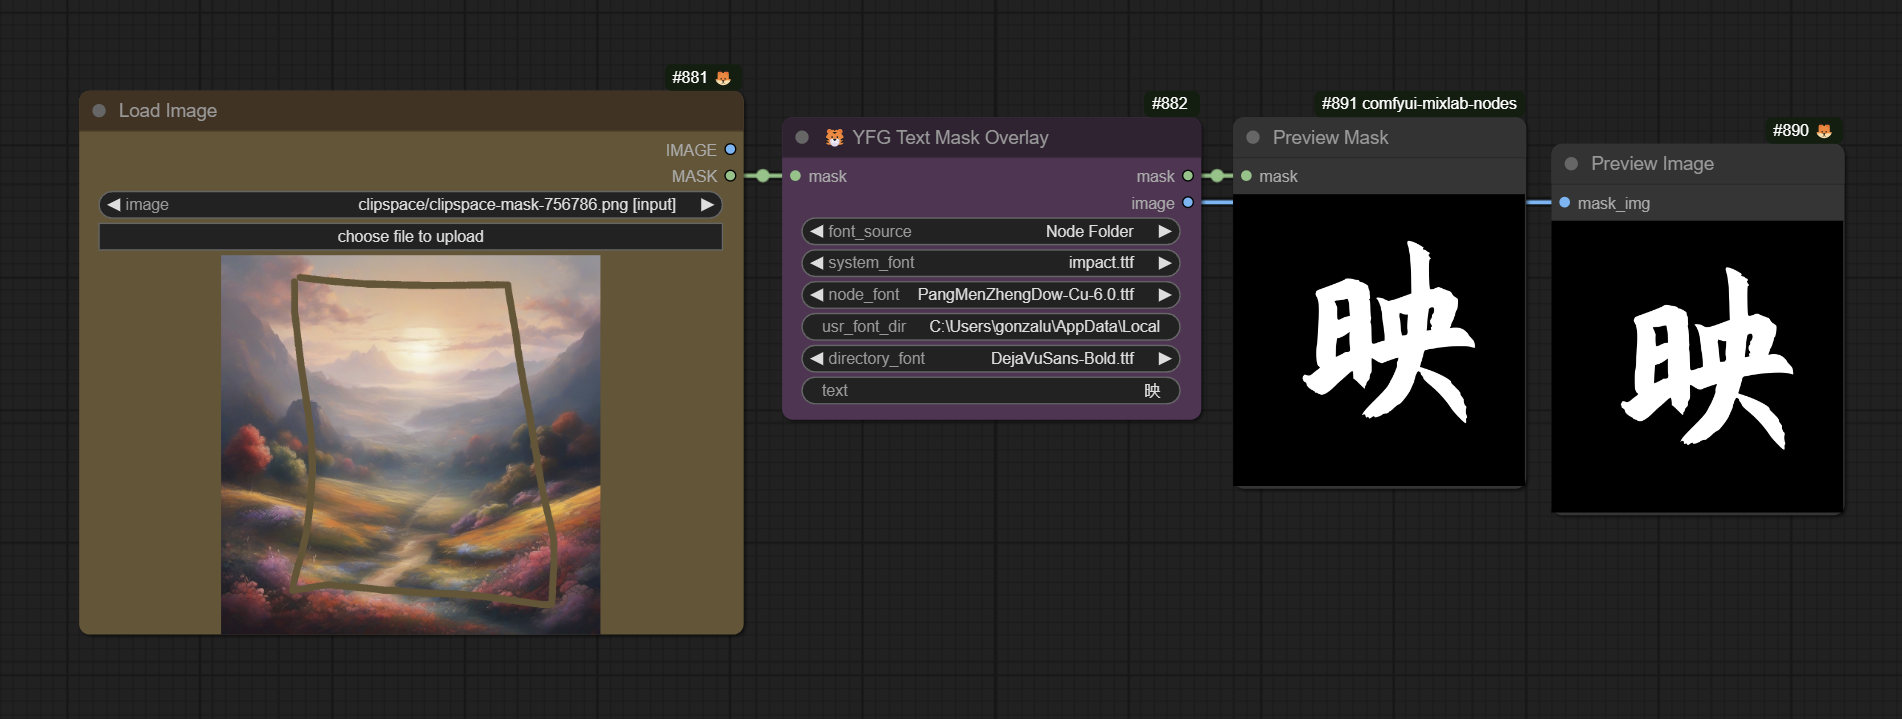 #881
Load Image
IMAGE
MASK
image clipspace/clipspace-mask-756786.png [input]
choose file to upload
#882
YFG Text Mask Overlay
mask mask
image
font_source Node Folder
system_font impact.ttf
node_font PangMenZhengDow-Cu-6.0.ttf
usr_font_dir C:\Users\gonzalu\AppData\Local
directory_font DejaVuSans-Bold.ttf
text 映
#891 comfyui-mixlab-nodes
Preview Mask
mask
映
#890
Preview Image
mask_img
映